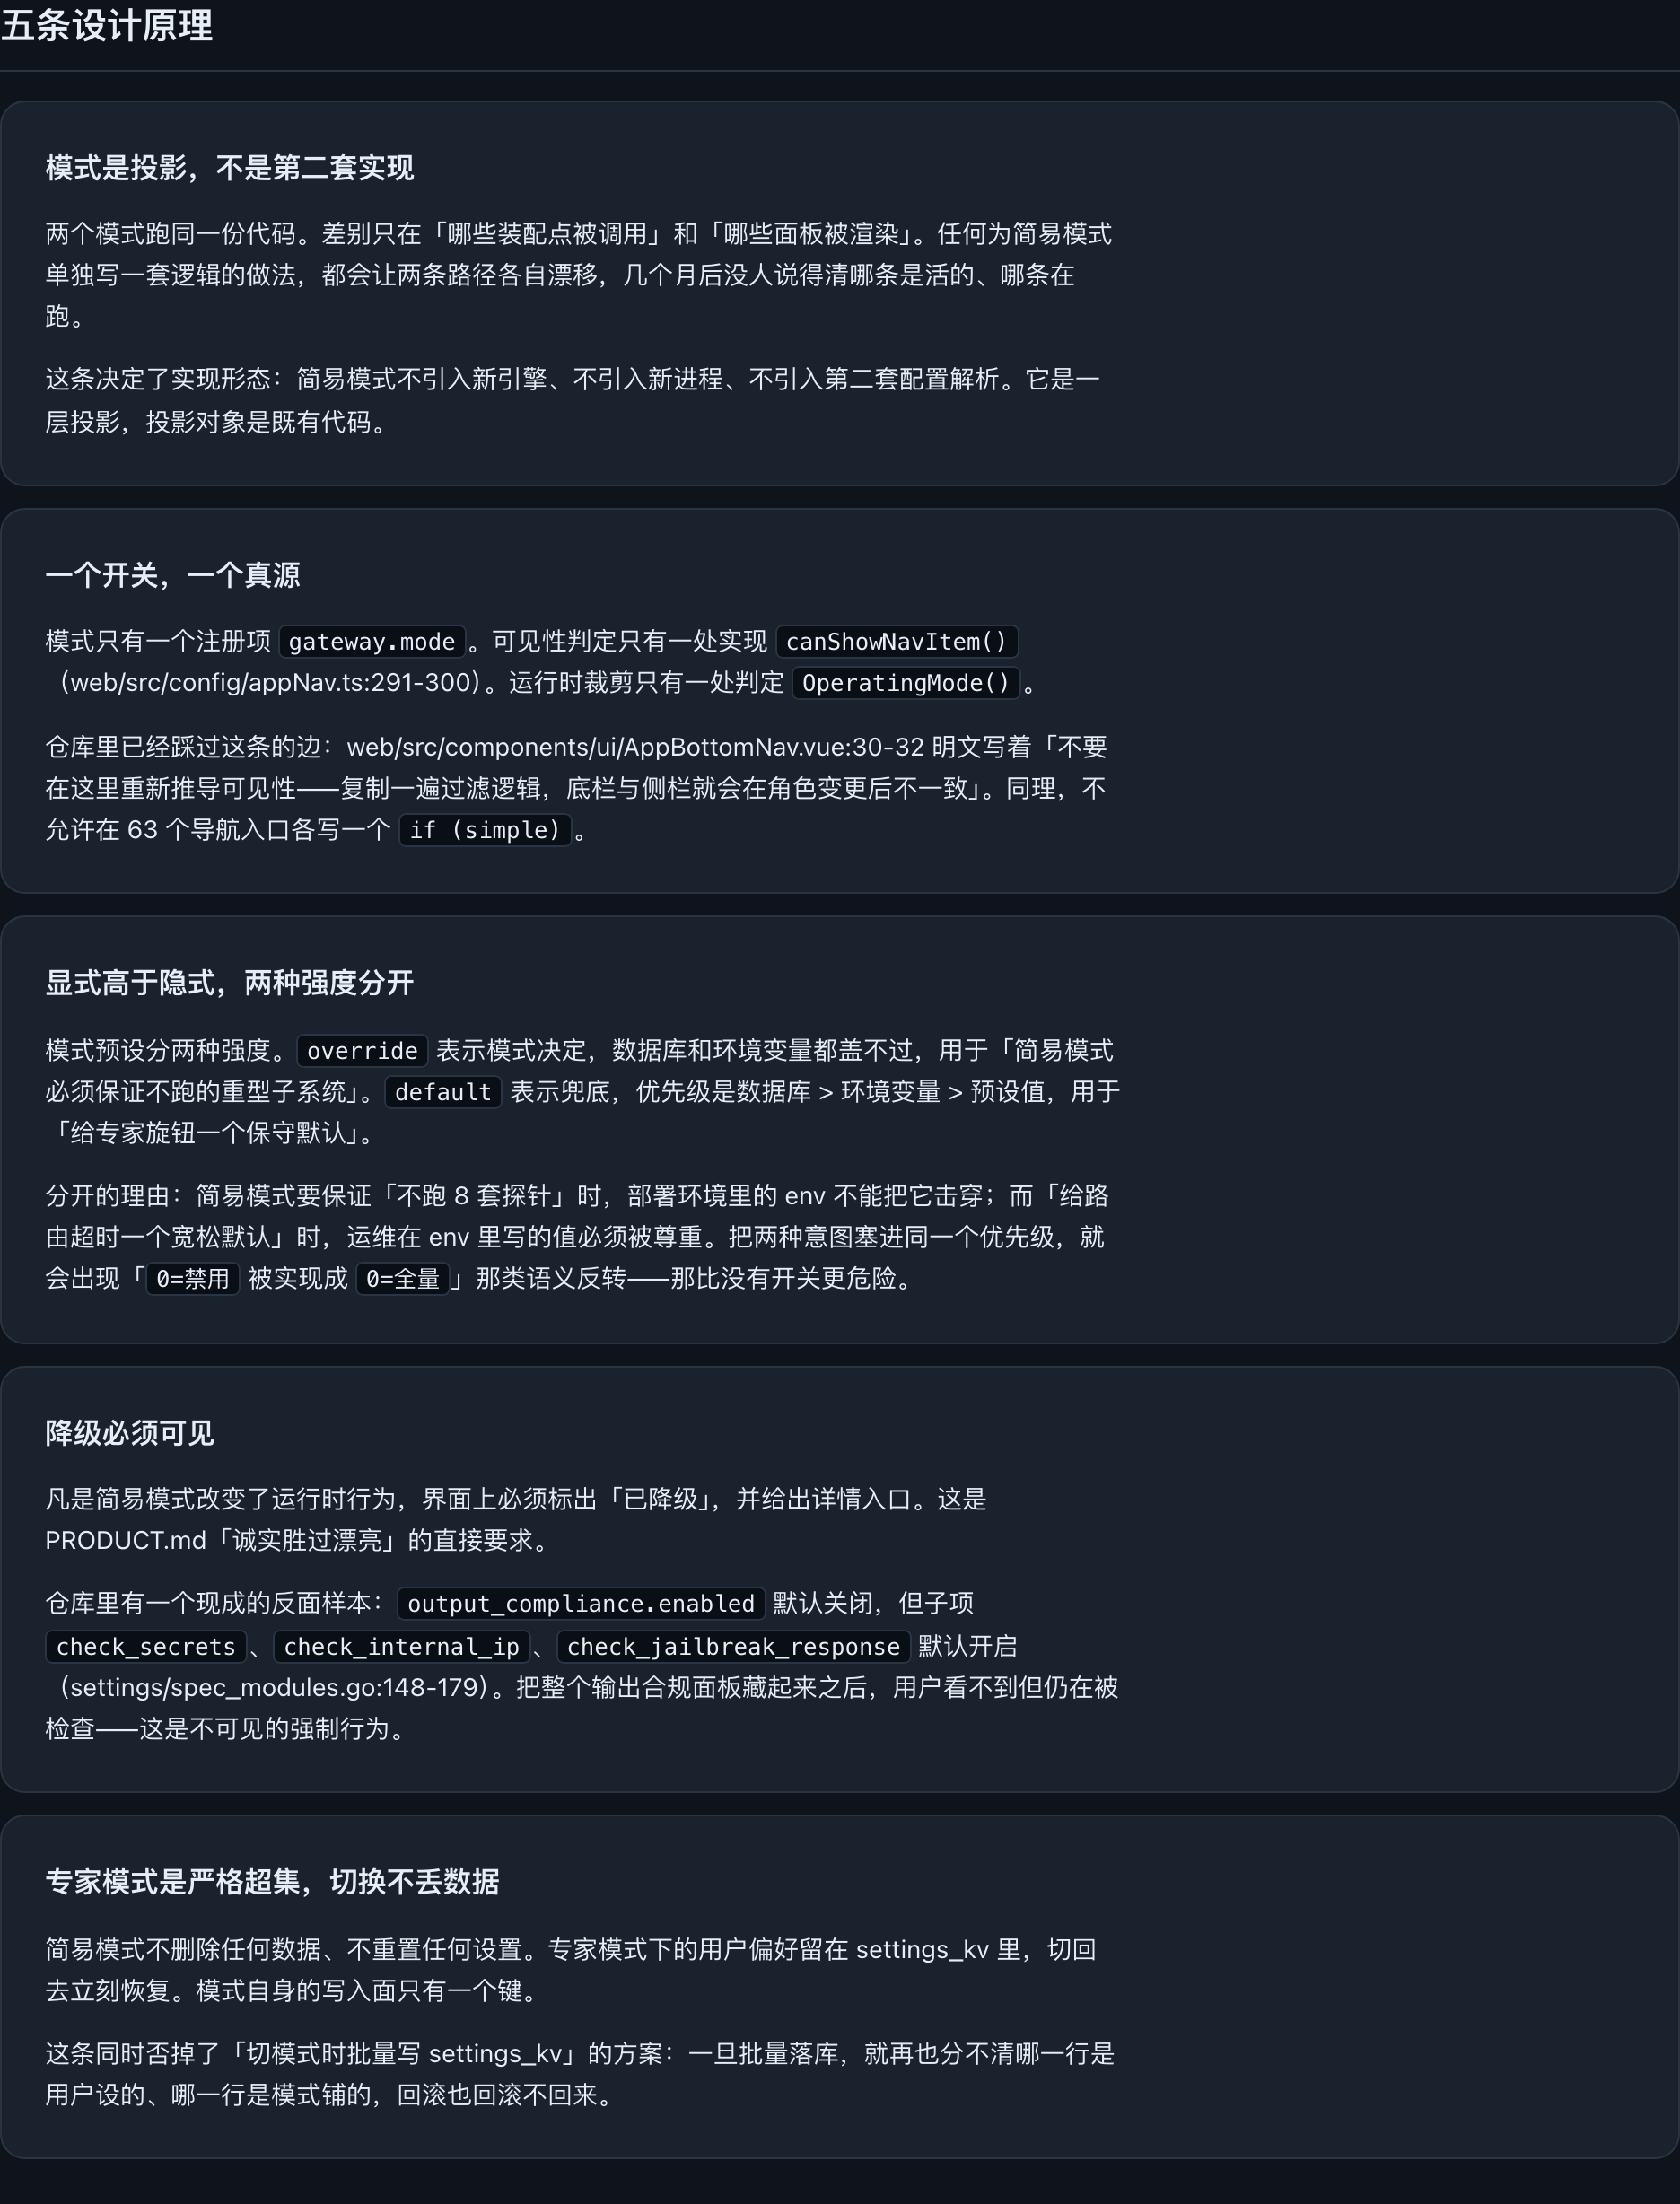 五条设计原理
模式是投影，不是第二套实现
两个模式跑同一份代码。差别只在「哪些装配点被调用」和「哪些面板被渲染」。任何为简易模式
单独写一套逻辑的做法，都会让两条路径各自漂移，几个月后没人说得清哪条是活的、哪条在
跑。
这条决定了实现形态：简易模式不引入新引擎、不引入新进程、不引入第二套配置解析。它是一
层投影，投影对象是既有代码。
一个开关，一个真源
模式只有一个注册项 gateway.mode。可见性判定只有一处实现 canShowNavItem()
（web/src/config/appNav.ts:291-300）。运行时裁剪只有一处判定 OperatingMode()。
仓库里已经踩过这条的边：web/src/components/ui/AppBottomNav.vue:30-32 明文写着「不要
在这里重新推导可见性——复制一遍过滤逻辑，底栏与侧栏就会在角色变更后不一致」。同理，不
允许在 63 个导航入口各写一个 if (simple)。
显式高于隐式，两种强度分开
模式预设分两种强度。override 表示模式决定，数据库和环境变量都盖不过，用于「简易模式
必须保证不跑的重型子系统」。default 表示兜底，优先级是数据库 > 环境变量 > 预设值，用于
「给专家旋钮一个保守默认」。
分开的理由：简易模式要保证「不跑 8 套探针」时，部署环境里的 env 不能把它击穿；而「给路
由超时一个宽松默认」时，运维在 env 里写的值必须被尊重。把两种意图塞进同一个优先级，就
会出现「0=禁用 被实现成 0=全量」那类语义反转——那比没有开关更危险。
降级必须可见
凡是简易模式改变了运行时行为，界面上必须标出「已降级」，并给出详情入口。这是
PRODUCT.md「诚实胜过漂亮」的直接要求。
仓库里有一个现成的反面样本：output_compliance.enabled 默认关闭，但子项
check_secrets、check_internal_ip、check_jailbreak_response 默认开启
（settings/spec_modules.go:148-179）。把整个输出合规面板藏起来之后，用户看不到但仍在被
检查——这是不可见的强制行为。
专家模式是严格超集，切换不丢数据
简易模式不删除任何数据、不重置任何设置。专家模式下的用户偏好留在 settings_kv 里，切回
去立刻恢复。模式自身的写入面只有一个键。
这条同时否掉了「切模式时批量写 settings_kv」的方案：一旦批量落库，就再也分不清哪一行是
用户设的、哪一行是模式铺的，回滚也回滚不回来。